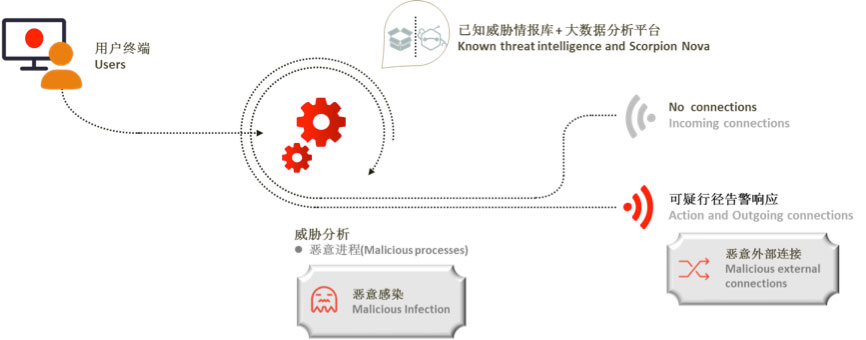 用户终端
Users
已知威胁情报库+大数据分析平台
Known threat intelligence and Scorpion Nova
No connections
Incoming connections
可疑行径告警响应
Action and Outgoing connections
威胁分析
● 恶意进程(Malicious processes)
恶意感染
Malicious Infection
恶意外部连接
Malicious external
connections